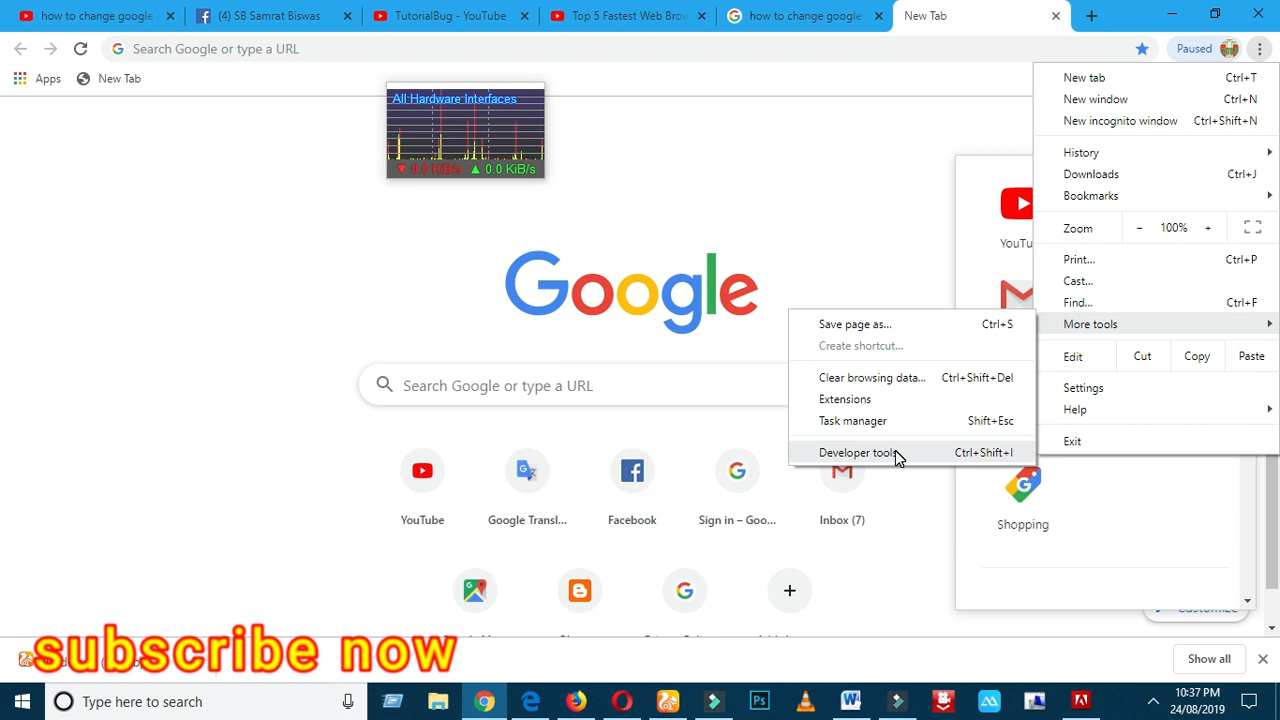 how to change google
(4) SB Samrat Biswas
TutorialBug - YouTube
Top 5 Fastest Web Brow
how to change google
New Tab
Search Google or type a URL
Paused
Apps
New Tab
All Hardware Interfaces
0.0 KiB/s 0.0 KiB/s
New tab Ctrl+T
New window Ctrl+N
New incognito window Ctrl+Shift+N
History
Downloads Ctrl+J
Bookmarks
Zoom - 100% +
Print... Ctrl+P
Cast...
Find... Ctrl+F
More tools
Edit Cut Copy Paste
Settings
Help
Exit
Save page as... Ctrl+S
Create shortcut...
Clear browsing data... Ctrl+Shift+Del
Extensions
Task manager Shift+Esc
Developer tools Ctrl+Shift+I
YouTu
Google
Search Google or type a URL
YouTube
Google Transl...
Facebook
Sign in – Goo...
Inbox (7)
Shopping
Customize
subscribe now
Show all
Type here to search
Ps
10:37 PM
24/08/2019